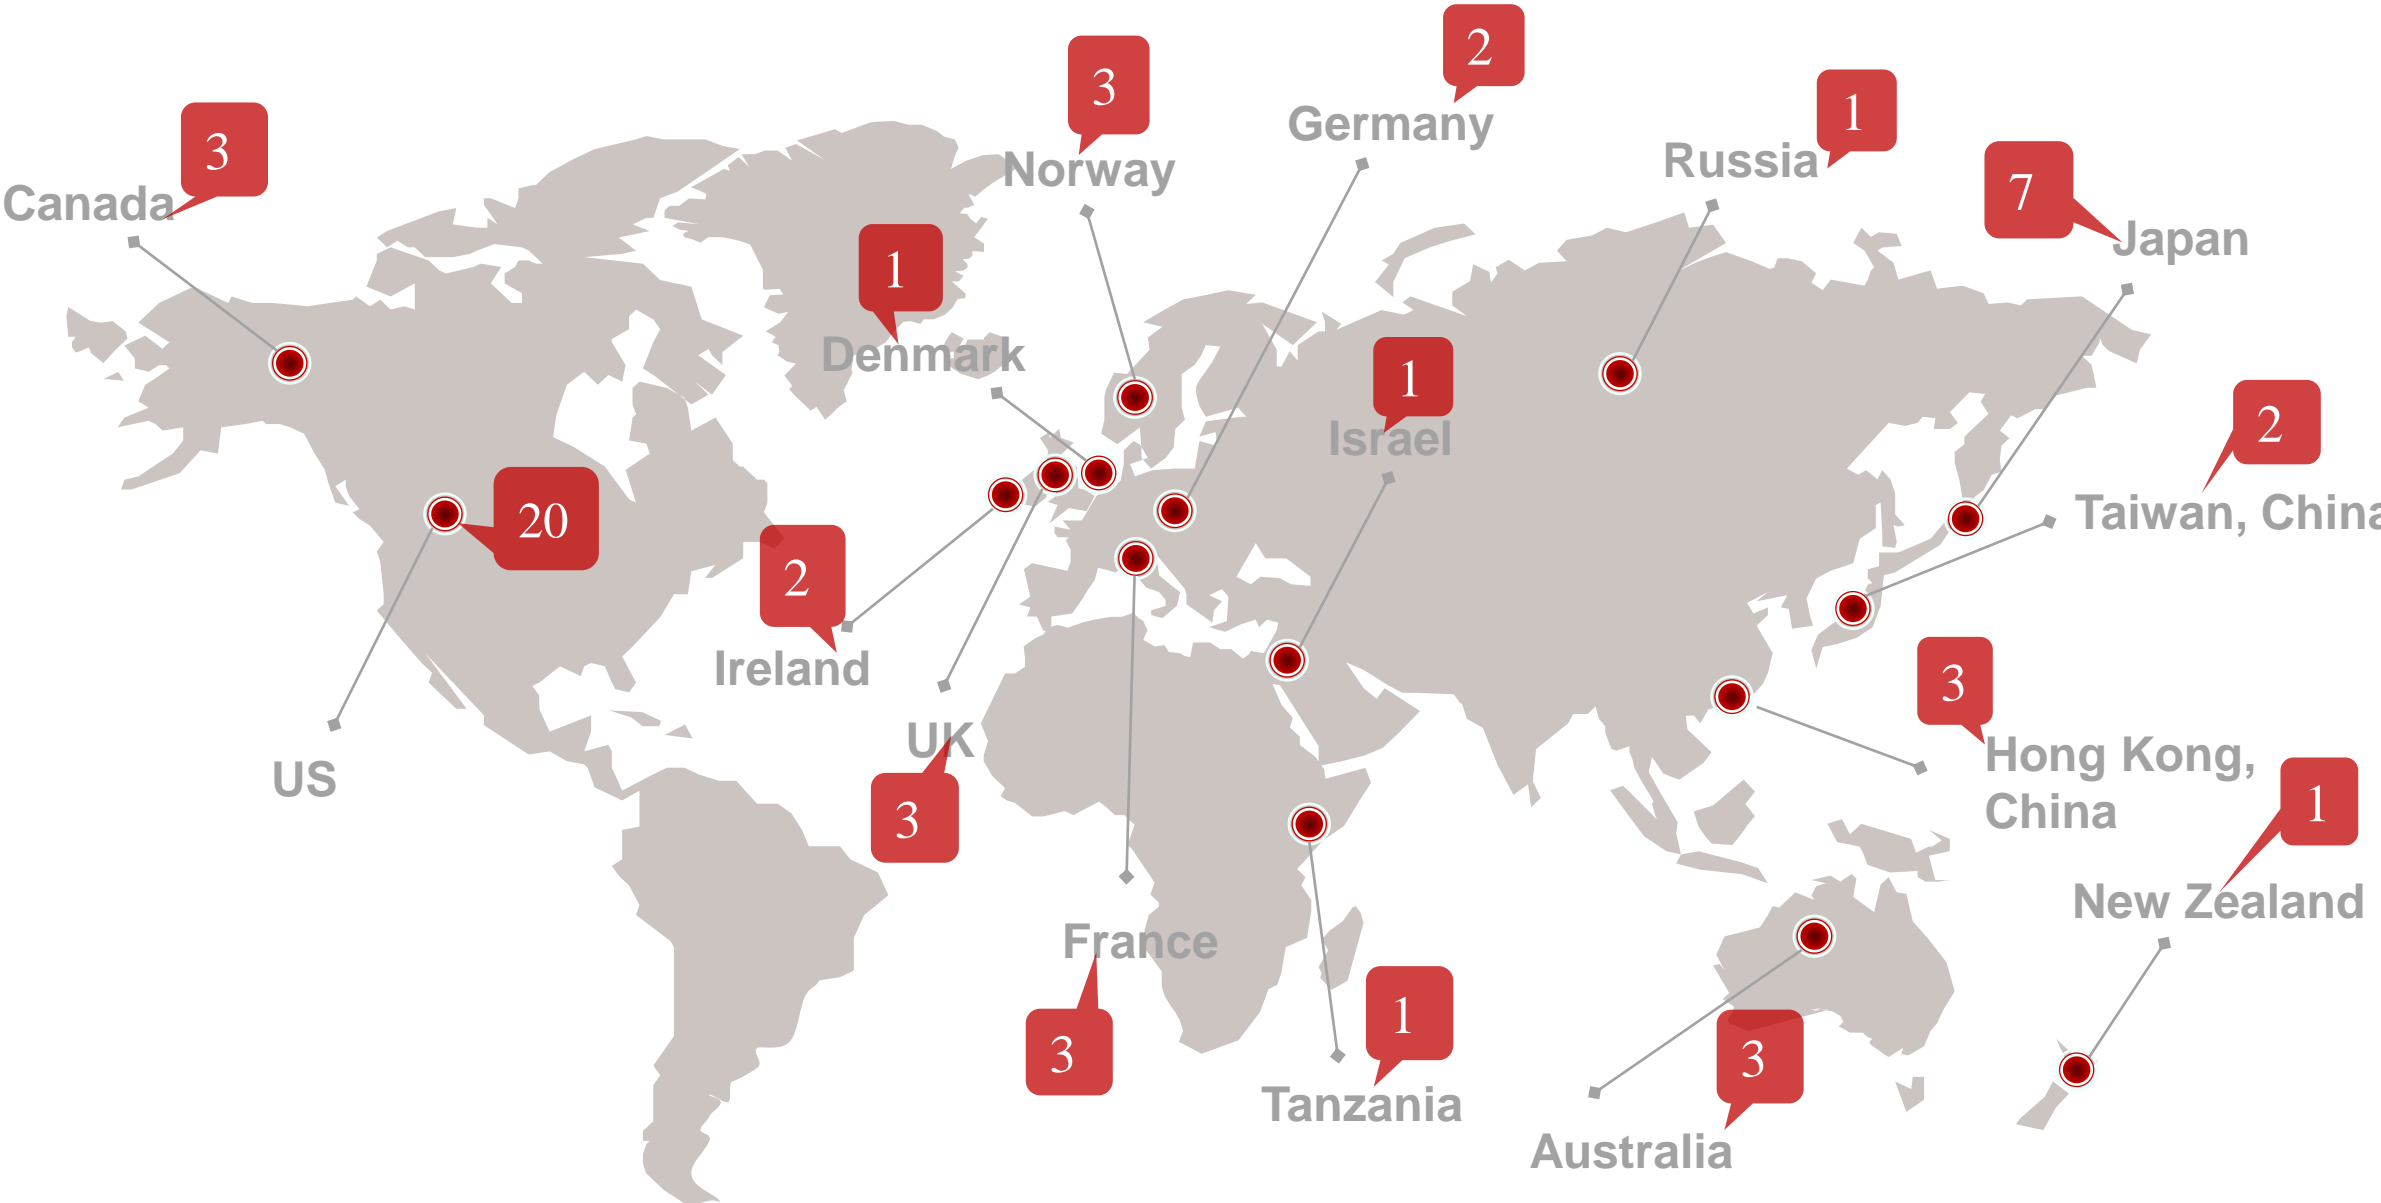 2
Germany
3
Norway
1
Russia
3
Canada
7
Japan
1
Denmark
1
Israel
2
Taiwan, China
20
US
2
Ireland
UK
3
3
Hong Kong,
China
1
New Zealand
France
3
1
Tanzania
3
Australia